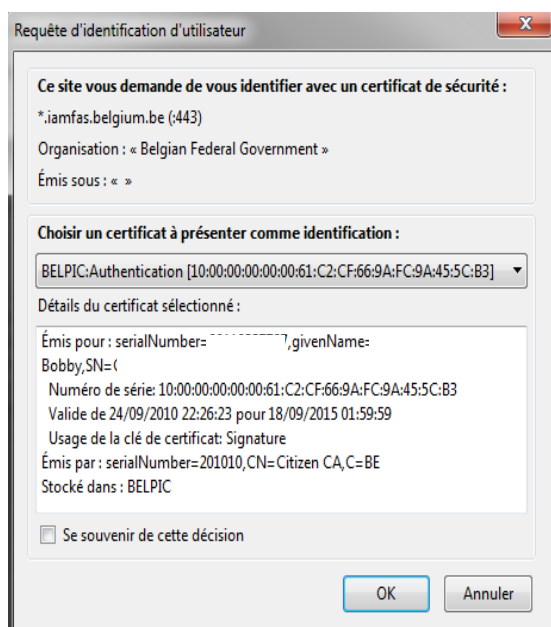 Requête d'identification d'utilisateur
Ce site vous demande de vous identifier avec un certificat de sécurité :
*.iamfas.belgium.be (:443)
Organisation : « Belgian Federal Government »
Émis sous : « »
Choisir un certificat à présenter comme identification :
BELPIC:Authentication [10:00:00:00:00:00:61:C2:CF:66:9A:FC:9A:45:5C:B3]
Détails du certificat sélectionné :
Émis pour : serialNumber= ,givenName=
Bobby,SN=
Numéro de série: 10:00:00:00:00:00:61:C2:CF:66:9A:FC:9A:45:5C:B3
Valide de 24/09/2010 22:26:23 pour 18/09/2015 01:59:59
Usage de la clé de certificat: Signature
Émis par : serialNumber=201010,CN=Citizen CA,C=BE
Stocké dans : BELPIC
Se souvenir de cette décision
OK Annuler